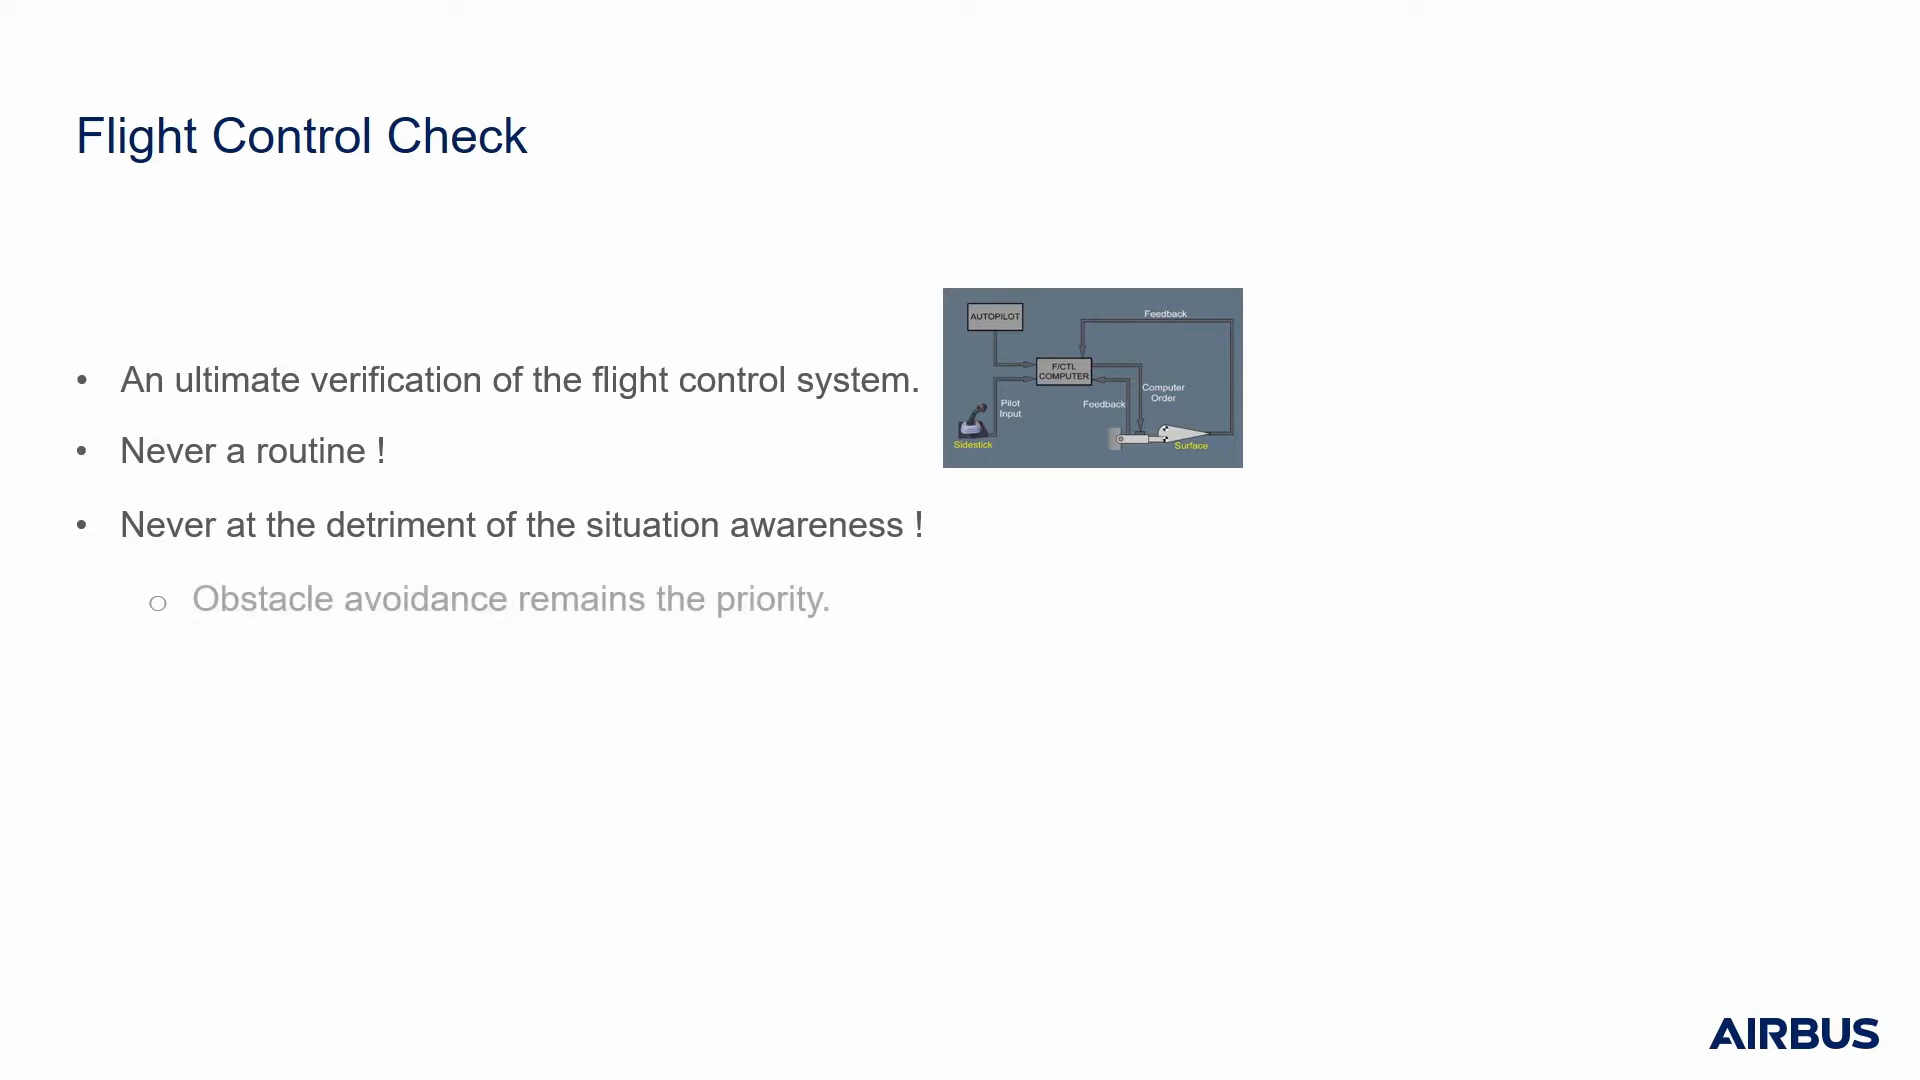 Flight Control Check
• An ultimate verification of the flight control system.
• Never a routine !
• Never at the detriment of the situation awareness !
o Obstacle avoidance remains the priority.
AUTOPILOT
Feedback
F/CTL
COMPUTER
Computer
Order
Pilot
Input
Feedback
Sidestick
Surface
AIRBUS